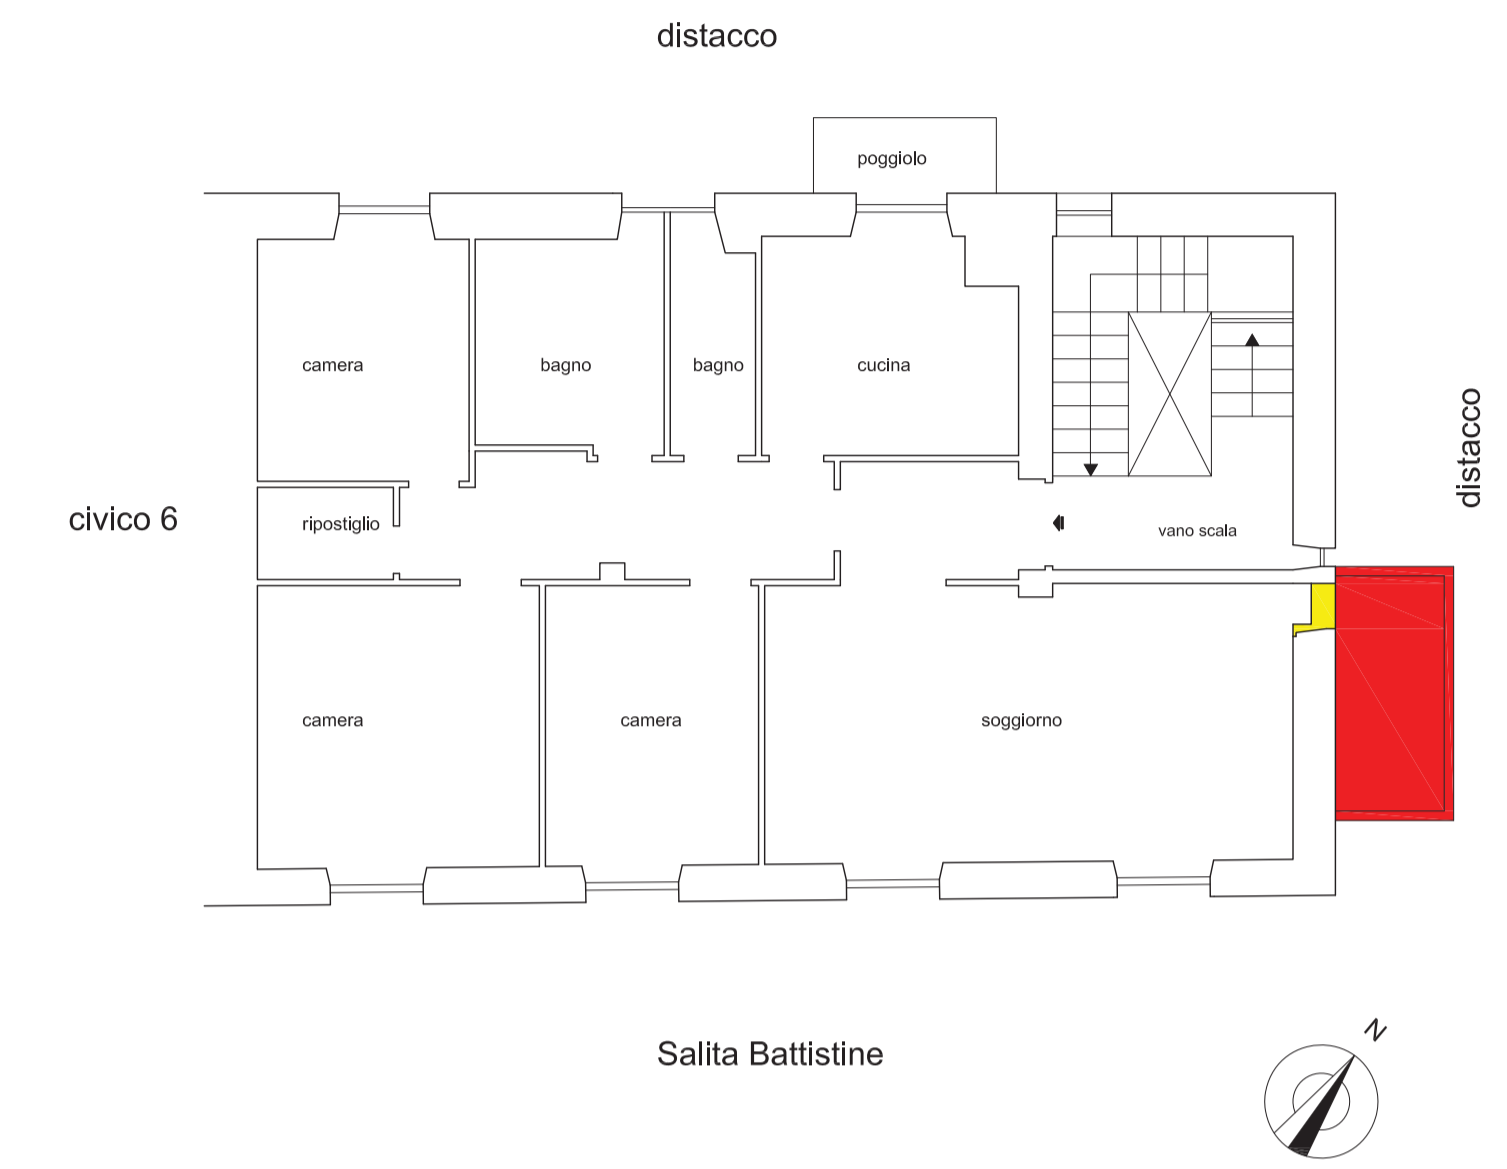 distacco
poggiolo
camera
bagno
bagno
cucina
distacco
civico 6
ripostiglio
vano scala
camera
camera
soggiorno
Salita Battistine
N